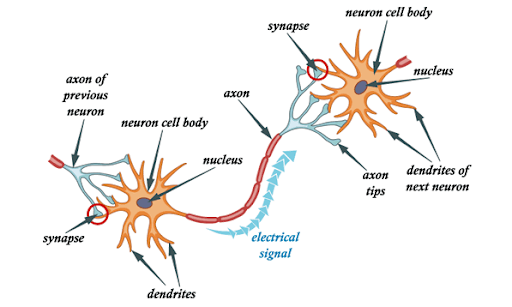 neuron cell body
synapse
nucleus
axon of
previous
neuron
axon
neuron cell body
nucleus
axon
tips
dendrites of
next neuron
synapse
electrical
signal
dendrites